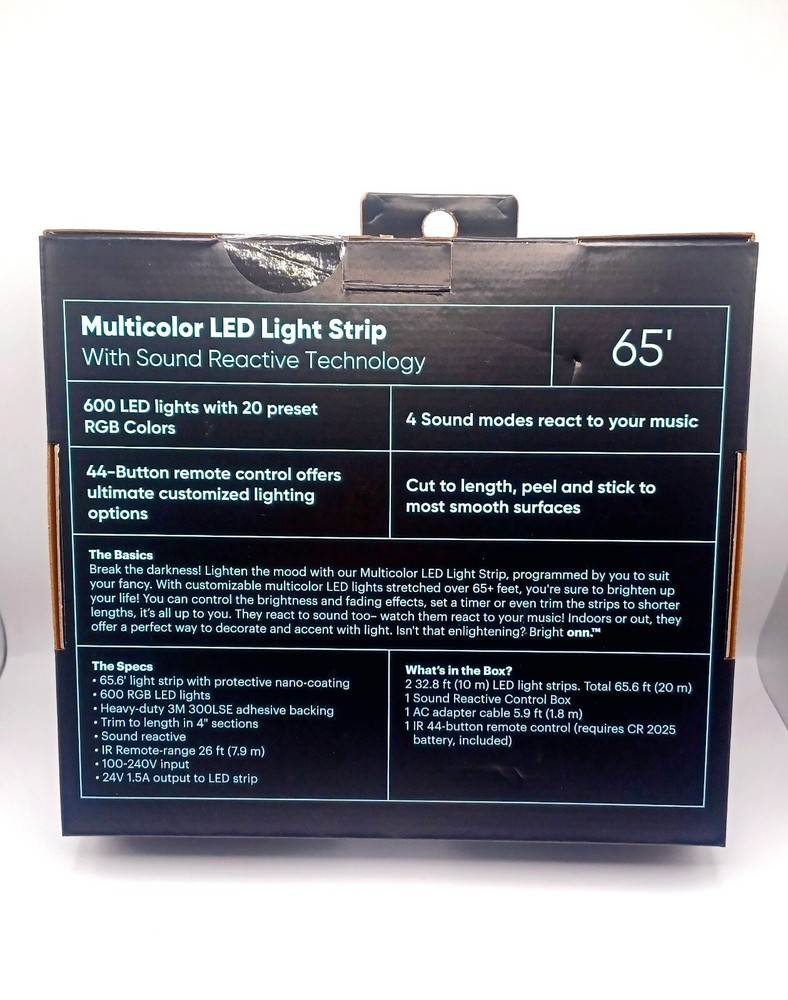 Multicolor LED Light Strip
With Sound Reactive Technology
65'
600 LED lights with 20 preset
RGB Colors
4 Sound modes react to your music
44-Button remote control offers
ultimate customized lighting
options
Cut to length, peel and stick to
most smooth surfaces
The Basics
Break the darkness! Lighten the mood with our Multicolor LED Light Strip, programmed by you to suit
your fancy. With customizable multicolor LED lights stretched over 65+ feet, you're sure to brighten up
your life! You can control the brightness and fading effects, set a timer or even trim the strips to shorter
lengths, it's all up to you. They react to sound too– watch them react to your music! Indoors or out, they
offer a perfect way to decorate and accent with light. Isn't that enlightening? Bright onn.™
The Specs
• 65.6' light strip with protective nano-coating
• 600 RGB LED lights
• Heavy-duty 3M 300LSE adhesive backing
• Trim to length in 4" sections
• Sound reactive
• IR Remote-range 26 ft (7.9 m)
• 100-240V input
• 24V 1.5A output to LED strip
What's in the Box?
2 32.8 ft (10 m) LED light strips. Total 65.6 ft (20 m)
1 Sound Reactive Control Box
1 AC adapter cable 5.9 ft (1.8 m)
1 IR 44-button remote control (requires CR 2025
battery, included)